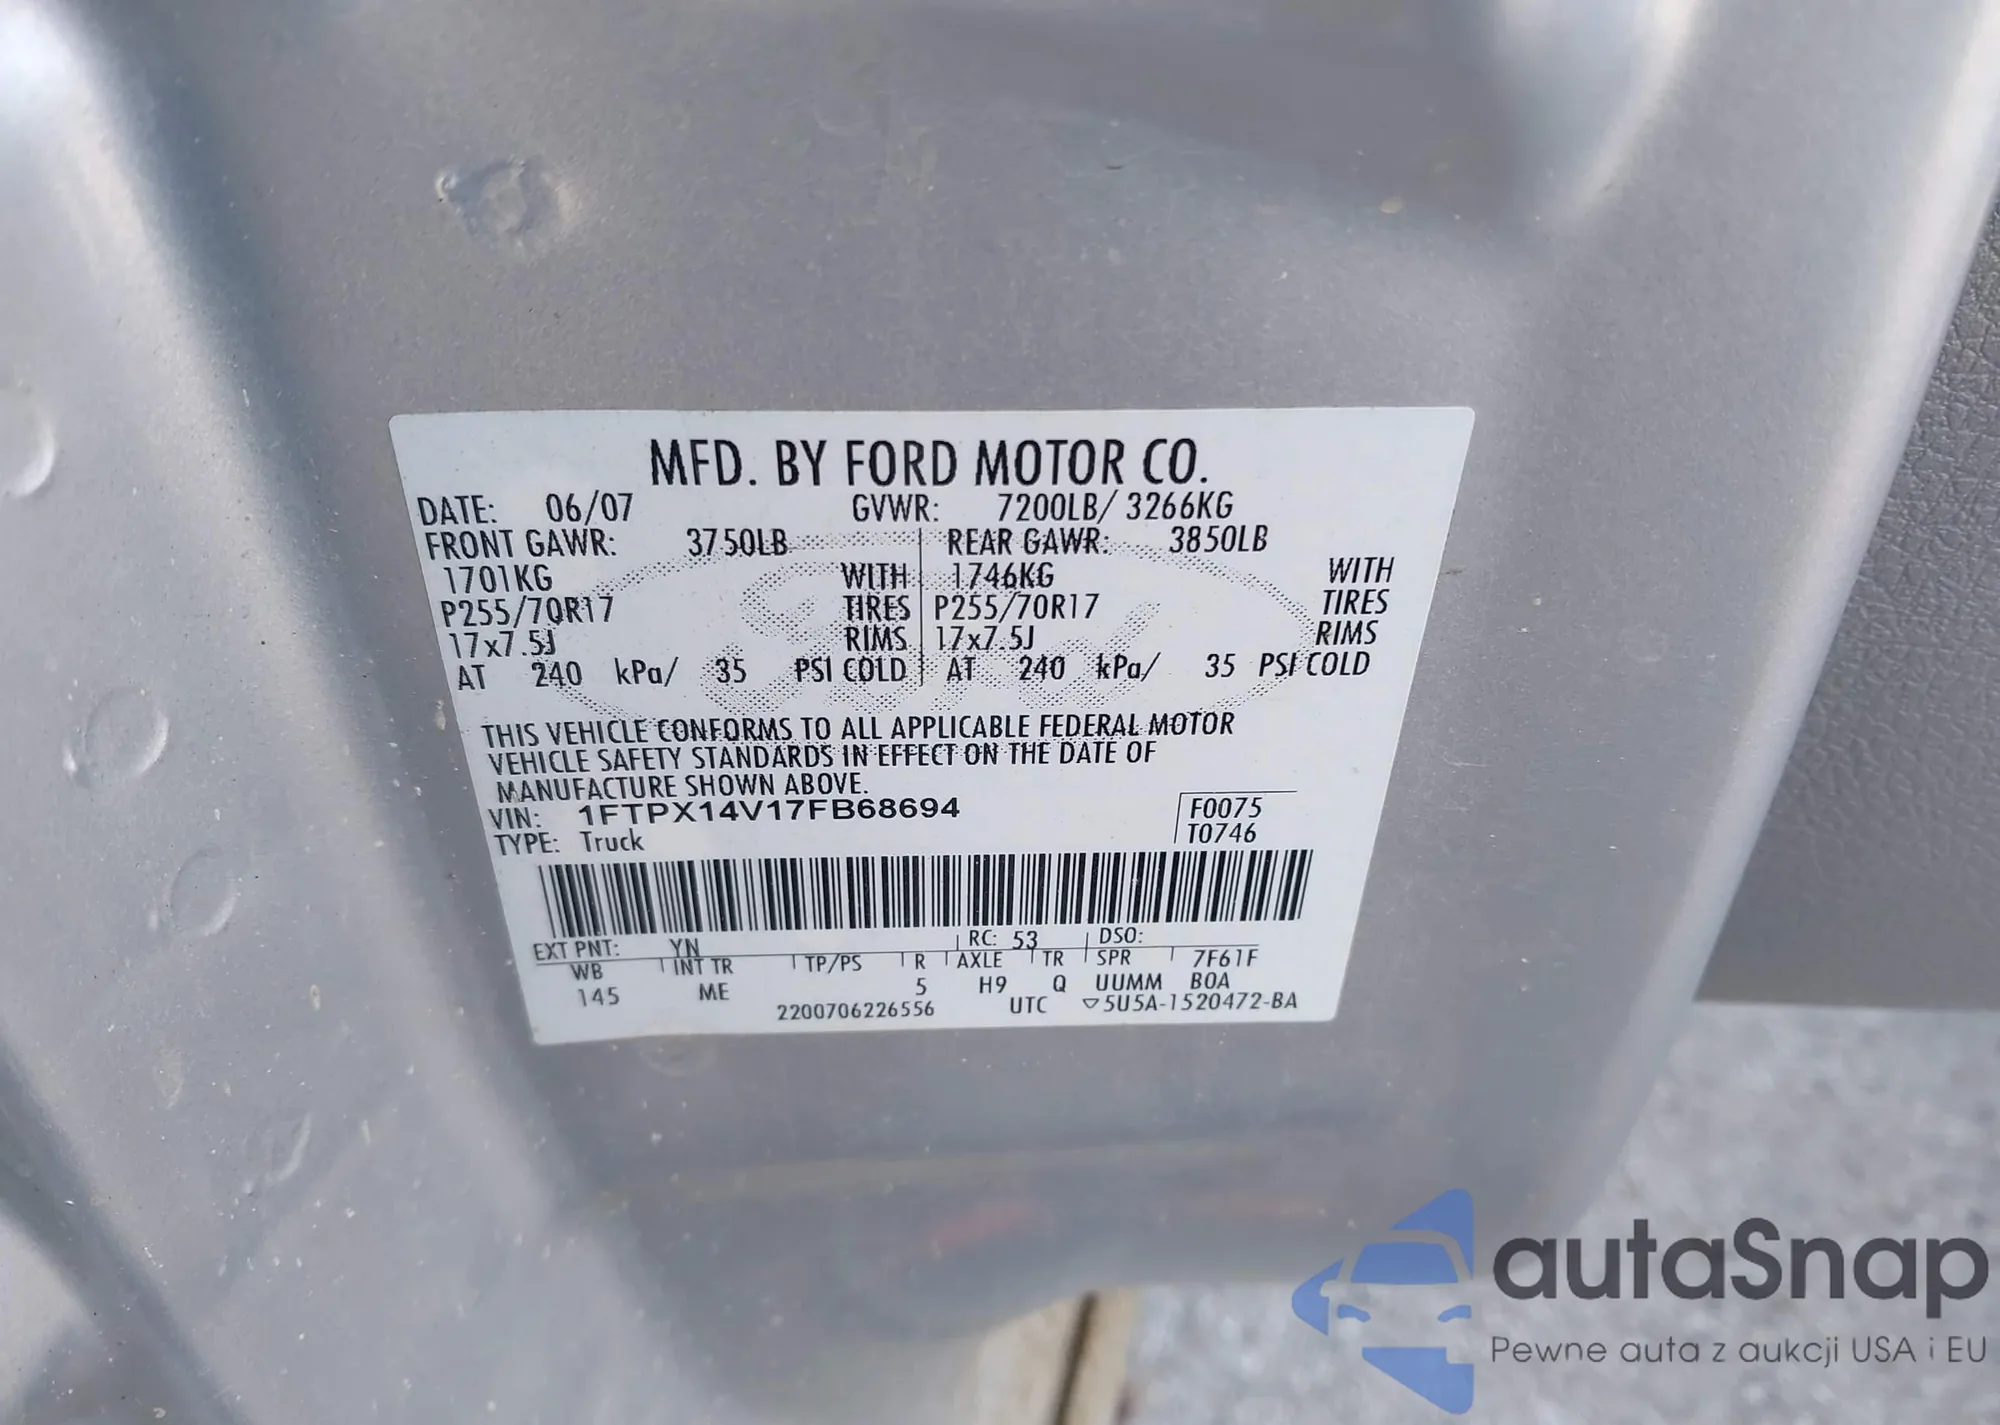 MFD. BY FORD MOTOR CO.
DATE: 06/07 GVWR: 7200LB/ 3266KG
FRONT GAWR: 3750LB REAR GAWR: 3850LB
1701KG WITH 1746KG WITH
P255/70R17 TIRES P255/70R17 TIRES
17x7.5J RIMS 17x7.5J RIMS
AT 240 kPa/ 35 PSI COLD AT 240 kPa/ 35 PSI COLD
THIS VEHICLE CONFORMS TO ALL APPLICABLE FEDERAL MOTOR
VEHICLE SAFETY STANDARDS IN EFFECT ON THE DATE OF
MANUFACTURE SHOWN ABOVE.
VIN: 1FTPX14V17FB68694 F0075
TYPE: Truck T0746
EXT PNT: YN RC: 53 DSO:
WB INT TR TP/PS R AXLE TR SPR 7F61F
145 ME 5 H9 Q UUMM BOA
2200706226556 UTC ▽5U5A-1520472-BA
autaSnap
Pewne auta z aukcji USA i EU